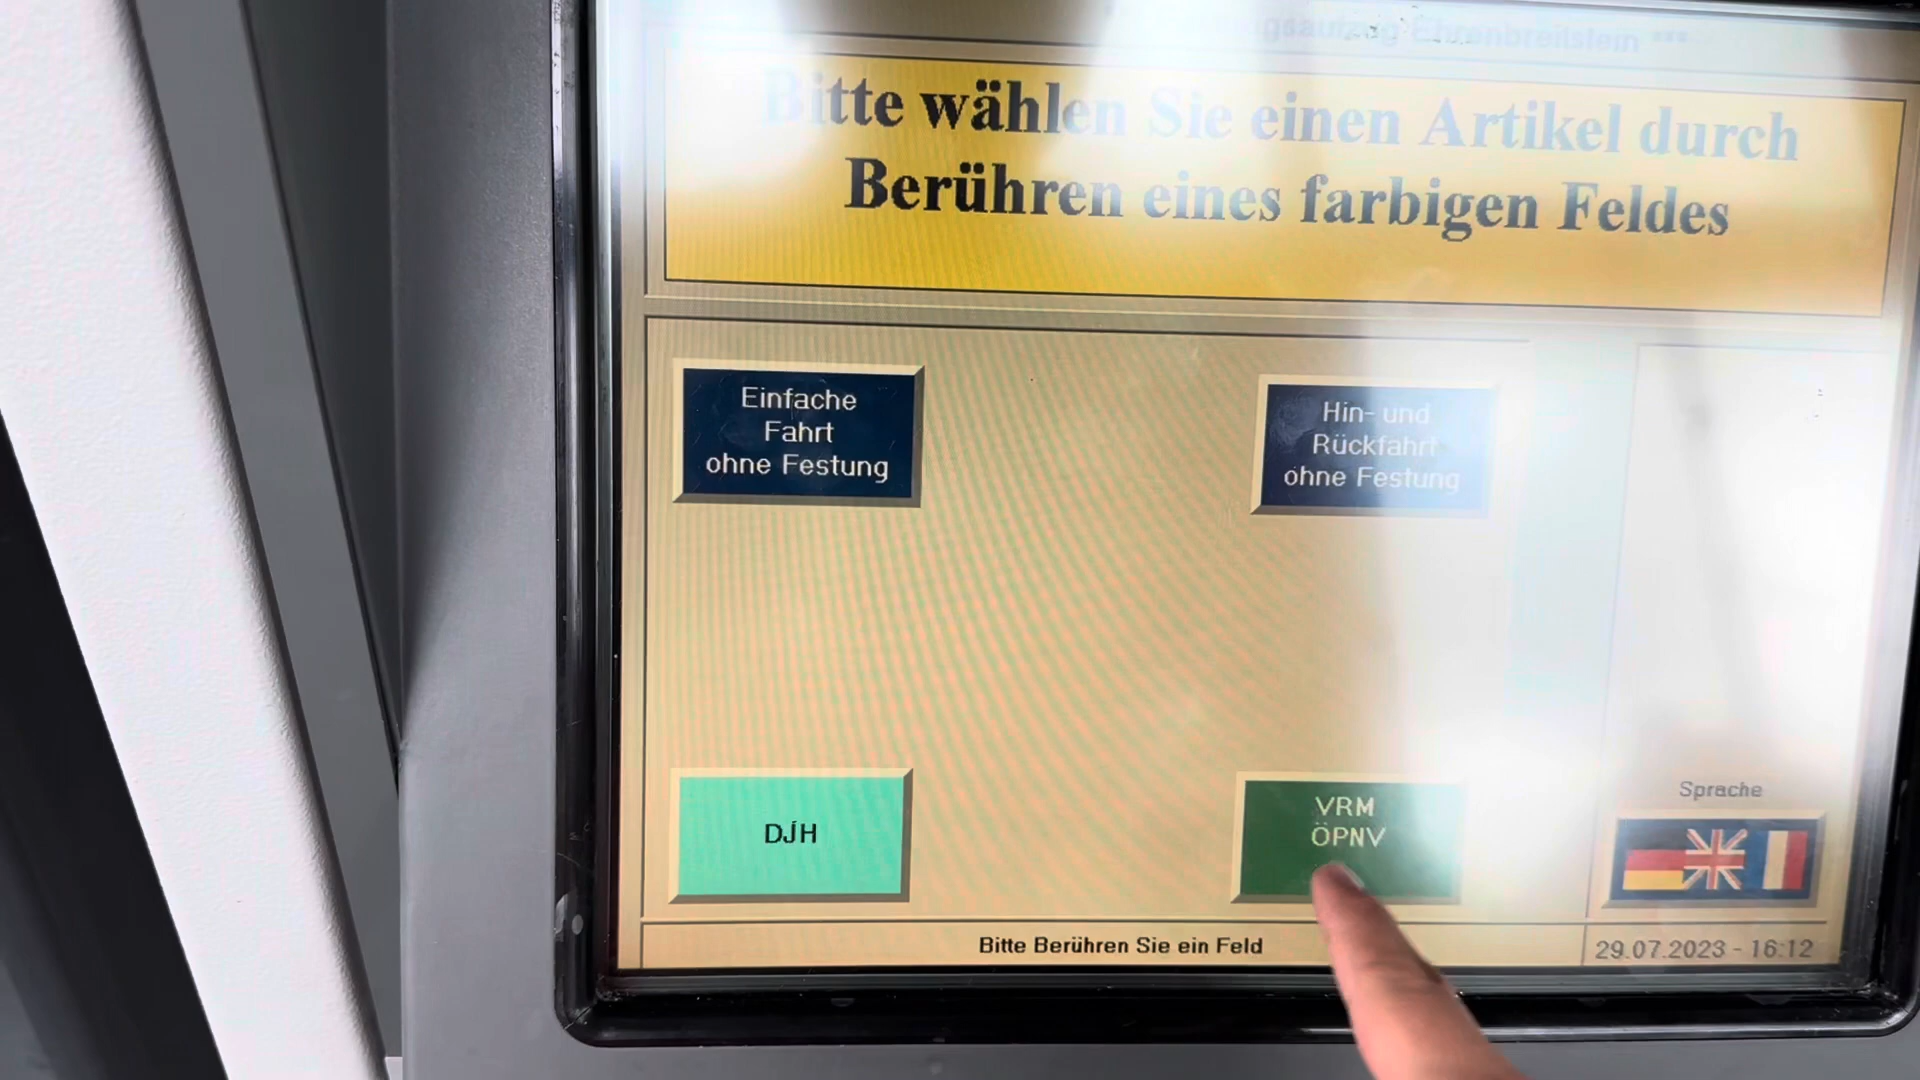 Ehrenbreitstein ***
Bitte wählen Sie einen Artikel durch
Berühren eines farbigen Feldes
Einfache
Fahrt
ohne Festung
Hin- und
Rückfahrt
ohne Festung
DJH
VRM
ÖPNV
Sprache
Bitte Berühren Sie ein Feld
29.07.2023 - 16:12